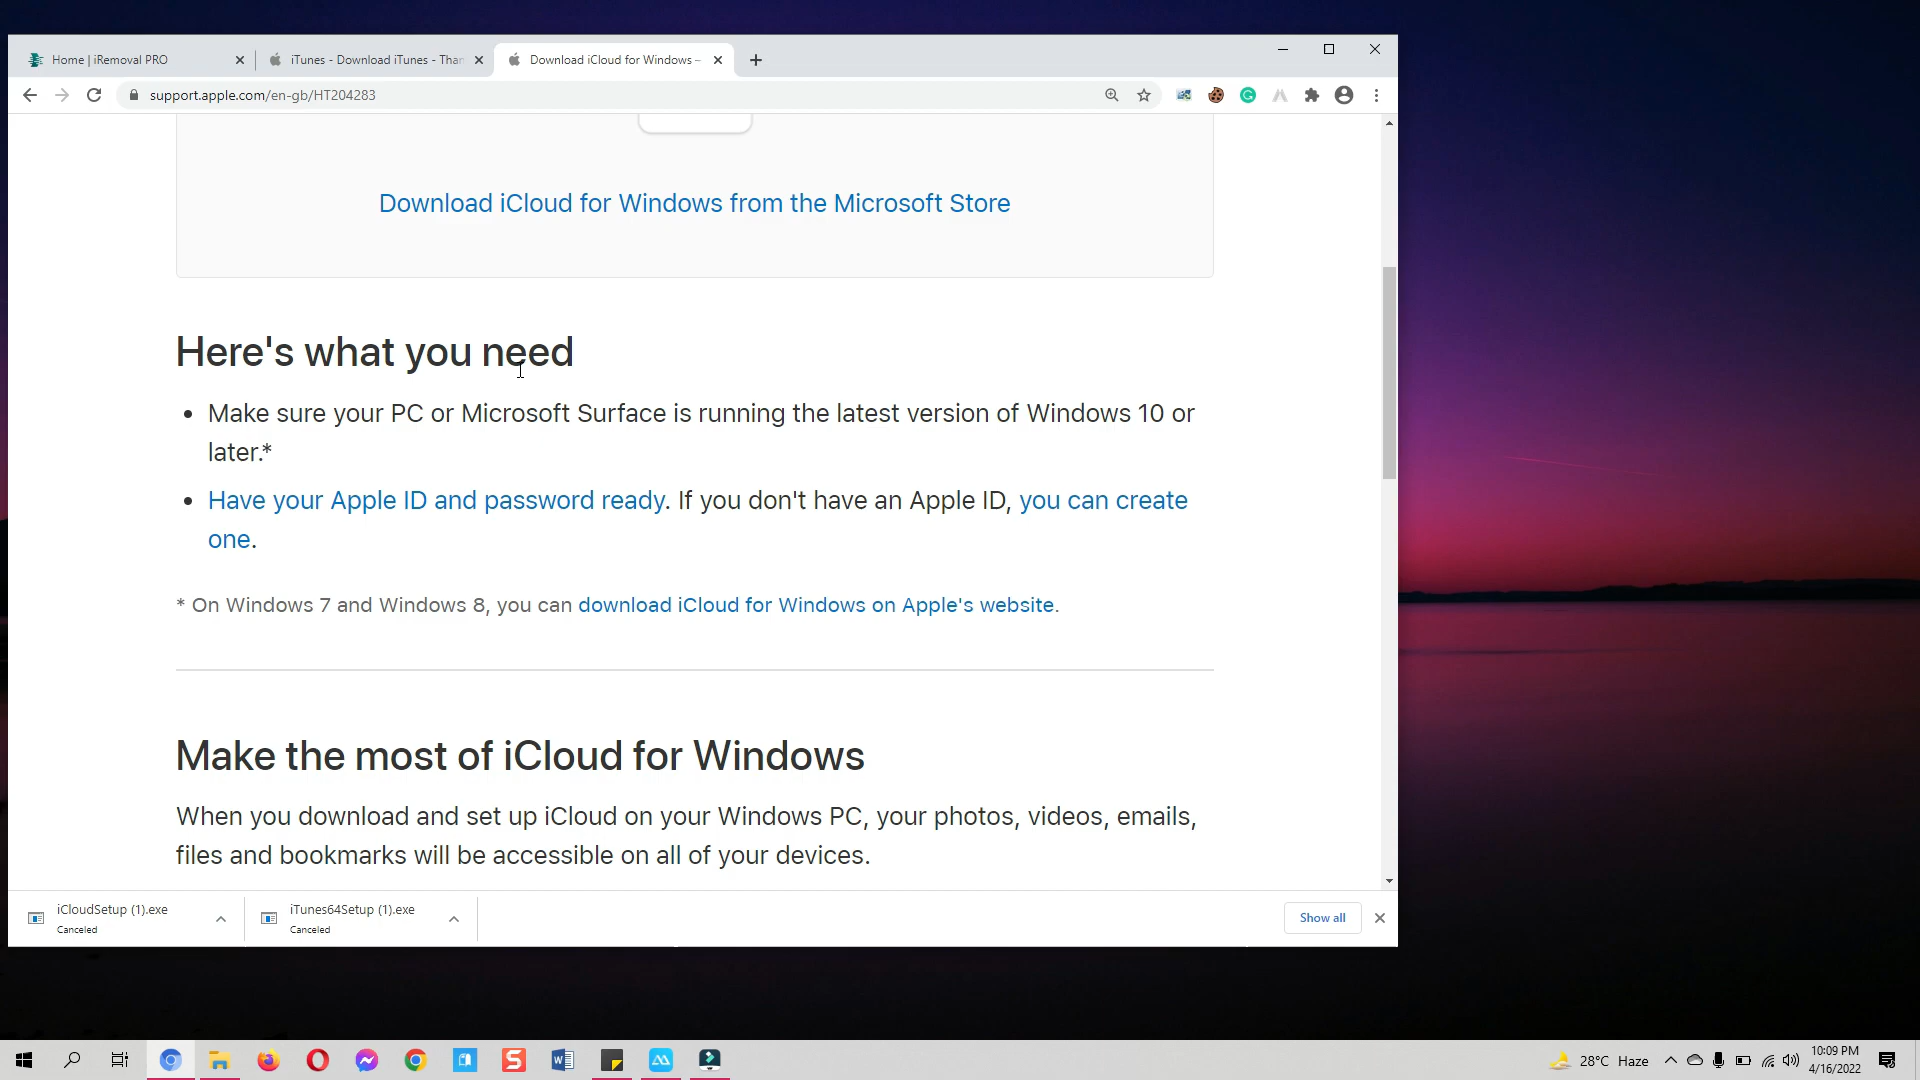 Home | iRemoval PRO
iTunes - Download iTunes - Than
Download iCloud for Windows –
support.apple.com/en-gb/HT204283
Download iCloud for Windows from the Microsoft Store
Here's what you need
• Make sure your PC or Microsoft Surface is running the latest version of Windows 10 or
later.*
• Have your Apple ID and password ready. If you don't have an Apple ID, you can create
one.
* On Windows 7 and Windows 8, you can download iCloud for Windows on Apple's website.
Make the most of iCloud for Windows
When you download and set up iCloud on your Windows PC, your photos, videos, emails,
files and bookmarks will be accessible on all of your devices.
iCloudSetup (1).exe
Canceled
iTunes64Setup (1).exe
Canceled
Show all
28°C Haze
10:09 PM
4/16/2022